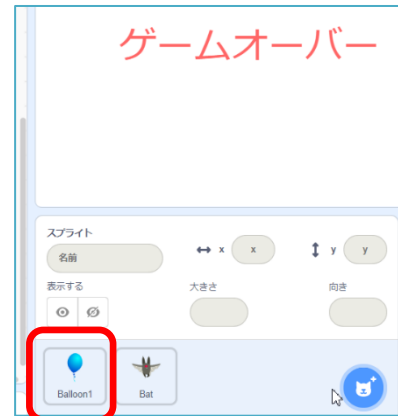 ゲームオーバー
スプライト
名前
x x
y y
表示する
大きさ
向き
Balloon1
Bat